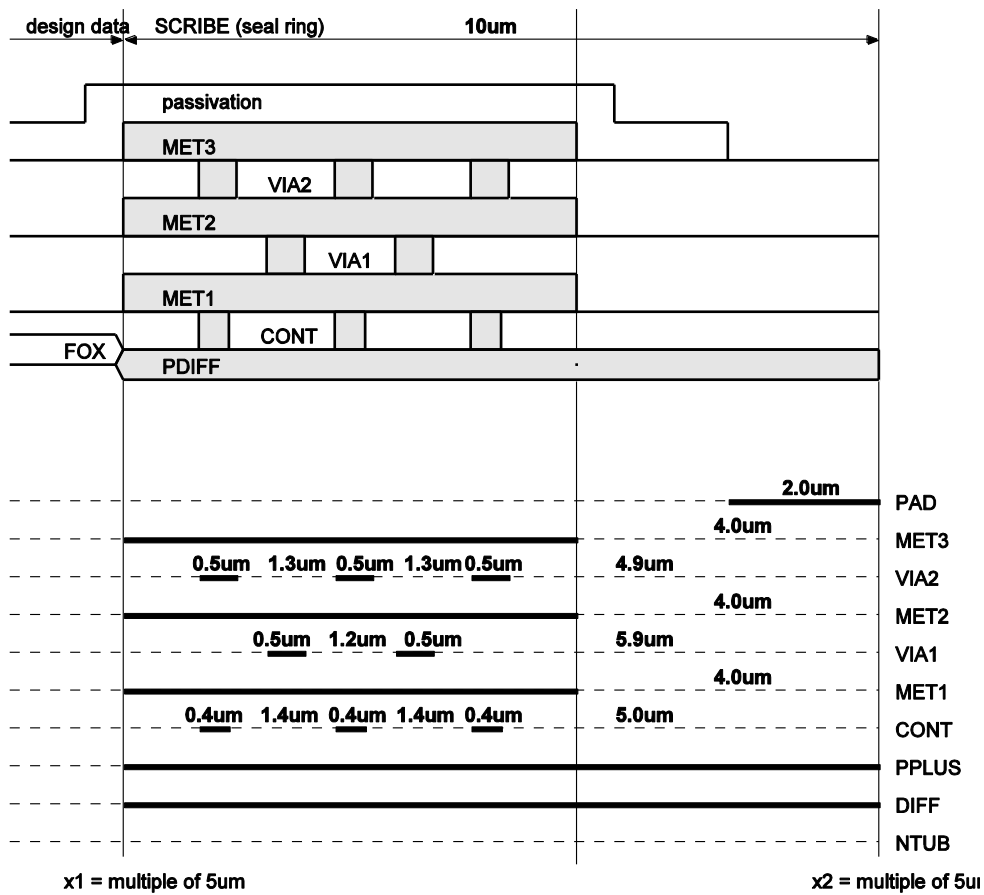 design data SCRIBE (seal ring) 10um
passivation
MET3
VIA2
MET2
VIA1
MET1
CONT
FOX
PDIFF
2.0um PAD
4.0um MET3
0.5um 1.3um 0.5um 1.3um 0.5um 4.9um VIA2
4.0um MET2
0.5um 1.2um 0.5um 5.9um VIA1
4.0um MET1
0.4um 1.4um 0.4um 1.4um 0.4um 5.0um CONT
PPLUS
DIFF
NTUB
x1 = multiple of 5um x2 = multiple of